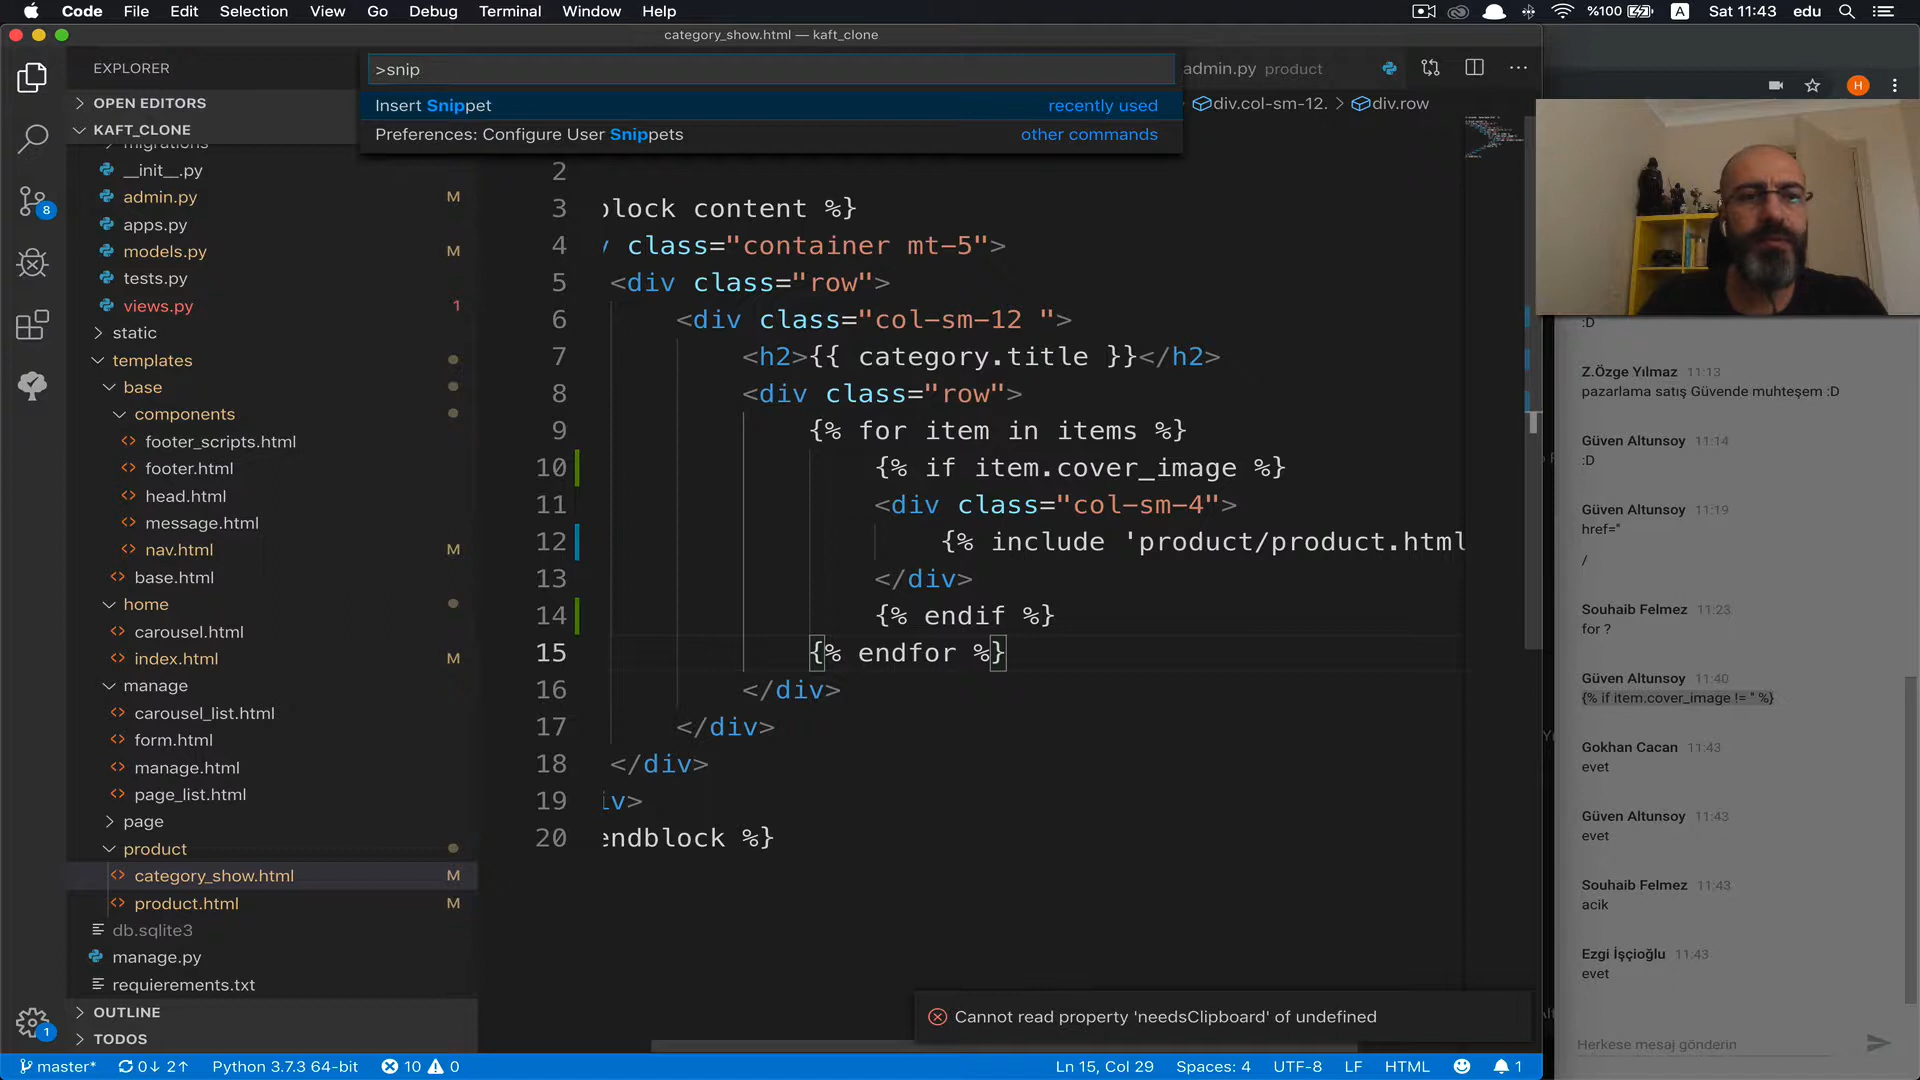 Code File Edit Selection View Go Debug Terminal Window Help
%100 A Sat 11:43 edu
category_show.html — kaft_clone
EXPLORER
OPEN EDITORS
KAFT_CLONE
migrations
__init__.py
admin.py M
apps.py
models.py M
tests.py
views.py 1
static
templates
base
components
footer_scripts.html
footer.html
head.html
message.html
nav.html M
base.html
home
carousel.html
index.html M
manage
carousel_list.html
form.html
manage.html
page_list.html
page
product
category_show.html M
product.html M
db.sqlite3
manage.py
requierements.txt
OUTLINE
TODOS
8
1
>snip
Insert Snippet recently used
Preferences: Configure User Snippets other commands
admin.py product
div.col-sm-12. div.row
2
3 block content %}
4 class="container mt-5">
5 <div class="row">
6 <div class="col-sm-12 ">
7 <h2>{{ category.title }}</h2>
8 <div class="row">
9 {% for item in items %}
10 {% if item.cover_image %}
11 <div class="col-sm-4">
12 {% include 'product/product.html
13 </div>
14 {% endif %}
15 {% endfor %}
16 </div>
17 </div>
18 </div>
19 iv>
20 endblock %}
Cannot read property 'needsClipboard' of undefined
master* 0↓ 2↑ Python 3.7.3 64-bit 10 0
Ln 15, Col 29 Spaces: 4 UTF-8 LF HTML 1
H
:D
Z.Özge Yılmaz 11:13
pazarlama satış Güvende muhteşem :D
Güven Altunsoy 11:14
:D
Güven Altunsoy 11:19
href="
/
Souhaib Felmez 11:23
for ?
Güven Altunsoy 11:40
{% if item.cover_image != '' %}
Gokhan Cacan 11:43
evet
Güven Altunsoy 11:43
evet
Souhaib Felmez 11:43
acik
Ezgi İşçioğlu 11:43
evet
Herkese mesaj gönderin